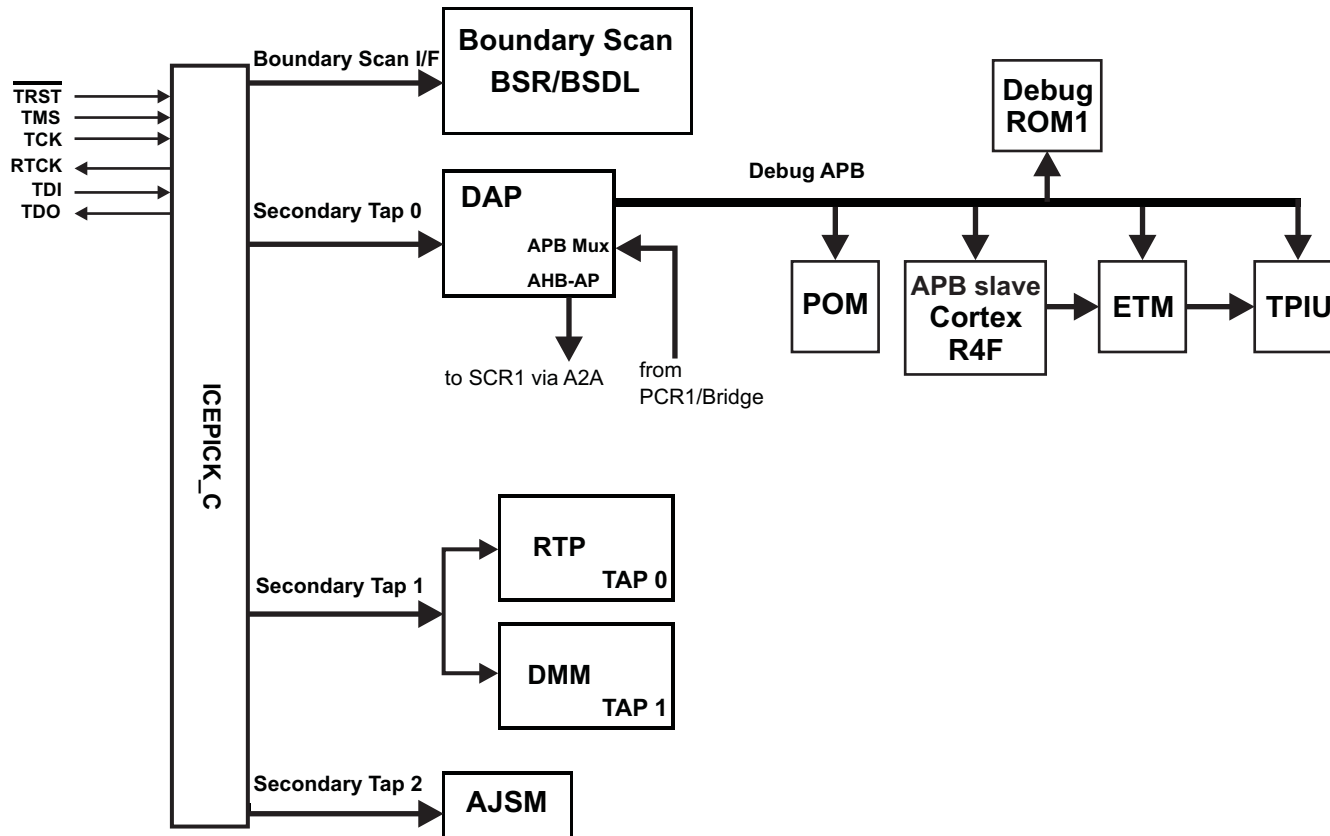 Boundary Scan I/F
Boundary Scan
BSR/BSDL
TRST
TMS
TCK
RTCK
TDI
TDO
ICEPICK_C
Secondary Tap 0
DAP
APB Mux
AHB-AP
to SCR1 via A2A
from
PCR1/Bridge
Debug APB
Debug
ROM1
POM
APB slave
Cortex
R4F
ETM
TPIU
Secondary Tap 1
RTP
TAP 0
DMM
TAP 1
Secondary Tap 2
AJSM